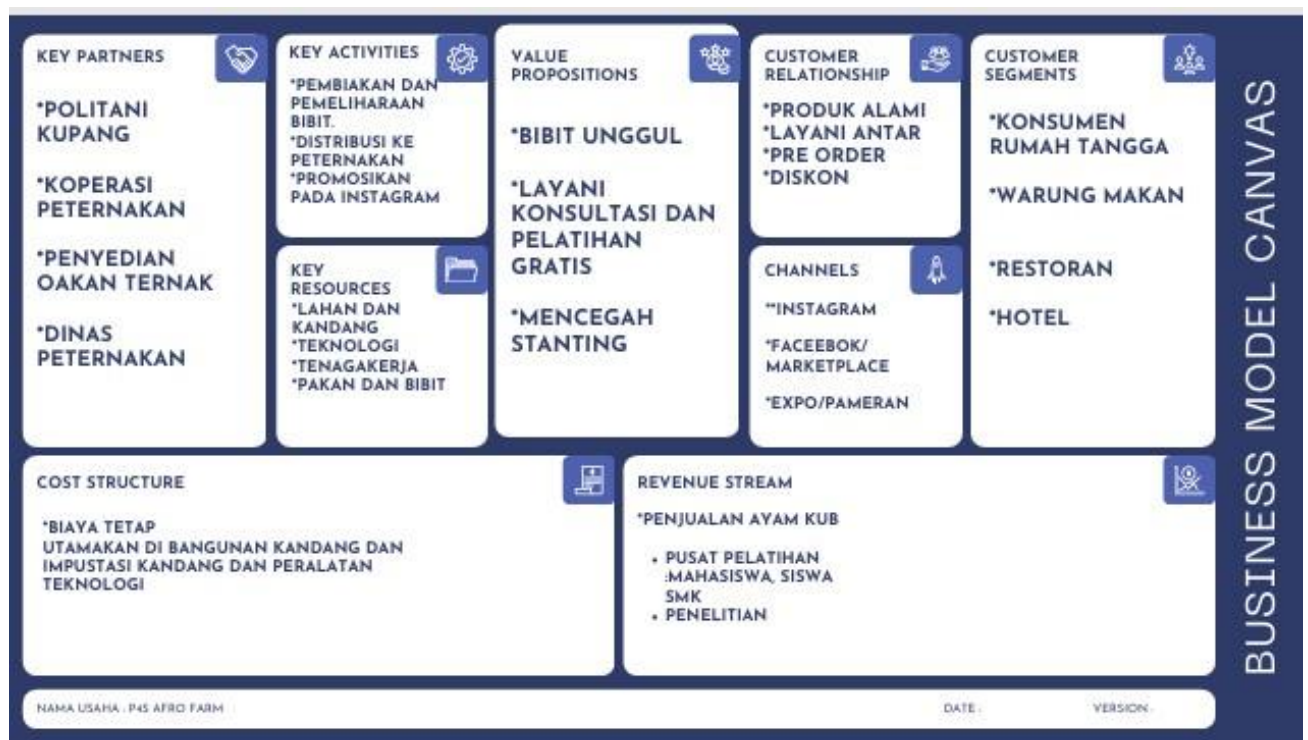 KEY PARTNERS
*POLITANI
KUPANG
*KOPERASI
PETERNAKAN
*PENYEDIAN
OAKAN TERNAK
*DINAS
PETERNAKAN
KEY ACTIVITIES
*PEMBIAKAN DAN
PEMELIHARAAN
BIBIT.
*DISTRIBUSI KE
PETERNAKAN
*PROMOSIKAN
PADA INSTAGRAM
KEY
RESOURCES
*LAHAN DAN
KANDANG
*TEKNOLOGI
*TENAGAKERJA
*PAKAN DAN BIBIT
VALUE
PROPOSITIONS
*BIBIT UNGGUL
*LAYANI
KONSULTASI DAN
PELATIHAN
GRATIS
*MENCEGAH
STANTING
CUSTOMER
RELATIONSHIP
*PRODUK ALAMI
*LAYANI ANTAR
*PRE ORDER
*DISKON
CHANNELS
**INSTAGRAM
*FACEEBOK/
MARKETPLACE
*EXPO/PAMERAN
CUSTOMER
SEGMENTS
*KONSUMEN
RUMAH TANGGA
*WARUNG MAKAN
*RESTORAN
*HOTEL
COST STRUCTURE
*BIAYA TETAP
UTAMAKAN DI BANGUNAN KANDANG DAN
IMPUSTASI KANDANG DAN PERALATAN
TEKNOLOGI
REVENUE STREAM
*PENJUALAN AYAM KUB
• PUSAT PELATIHAN
:MAHASISWA, SISWA
SMK
• PENELITIAN
NAMA USAHA : P4S AFRO FARM
DATE :
VERSION :
BUSINESS MODEL CANVAS